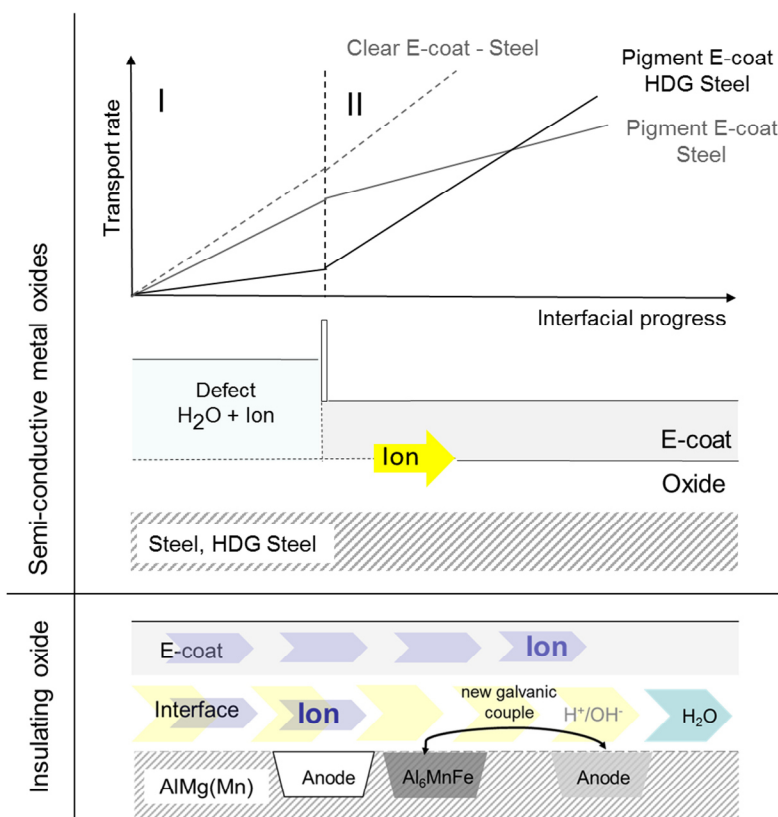 Semi-conductive metal oxides
Transport rate
I
II
Clear E-coat - Steel
Pigment E-coat
HDG Steel
Pigment E-coat
Steel
Interfacial progress
Defect
H₂O + Ion
Ion
E-coat
Oxide
Steel, HDG Steel
Insulating oxide
E-coat
Ion
Interface
Ion
new galvanic
couple
H⁺/OH⁻
H₂O
AlMg(Mn)
Anode
Al₆MnFe
Anode